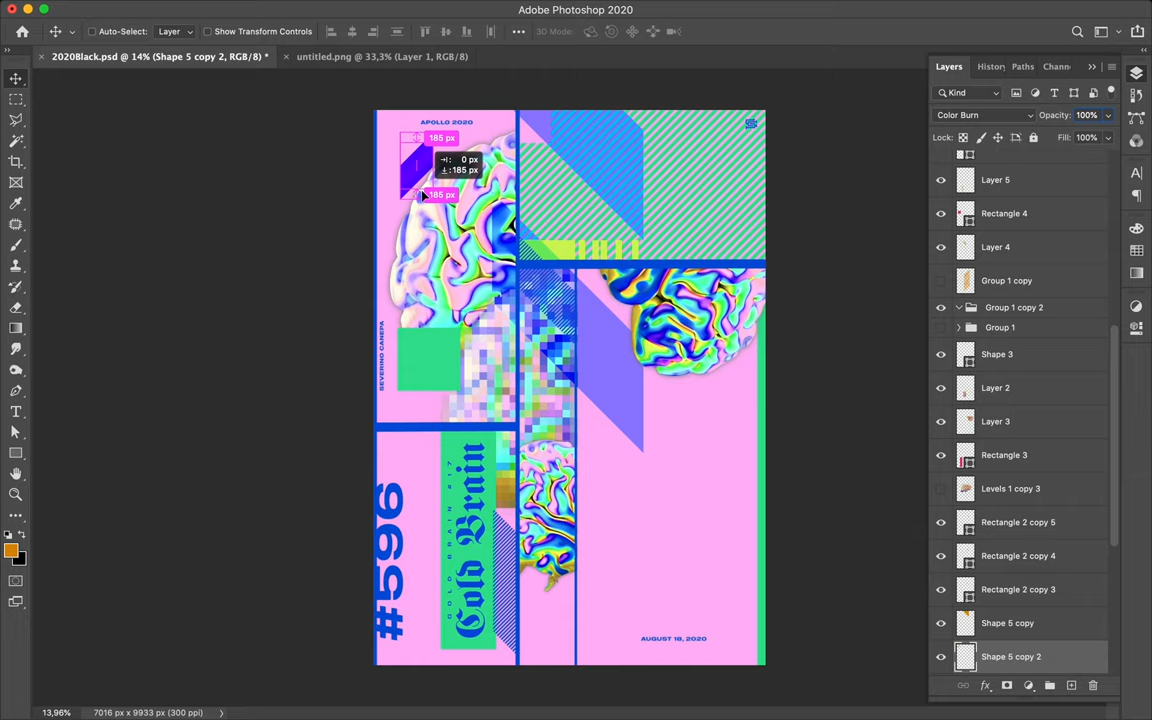 Adobe Photoshop 2020
Auto-Select:
Layer
Show Transform Controls
3D Mode:
2020Black.psd @ 14% (Shape 5 copy 2, RGB/8) *
untitled.png @ 33,3% (Layer 1, RGB/8)
Layers
History
Paths
Chann
Kind
Color Burn
Opacity:
100%
Lock:
Fill:
100%
Layer 5
Rectangle 4
Layer 4
Group 1 copy
Group 1 copy 2
Group 1
Shape 3
Layer 2
Layer 3
Rectangle 3
Levels 1 copy 3
Rectangle 2 copy 5
Rectangle 2 copy 4
Rectangle 2 copy 3
Shape 5 copy
Shape 5 copy 2
fx
APOLLO 2020
185 px
0 px
:185 px
185 px
SEVERINO CANEPA
#596
COLD BRAIN #17
Cold Brain
AUGUST 18, 2020
13,96%
7016 px x 9933 px (300 ppi)